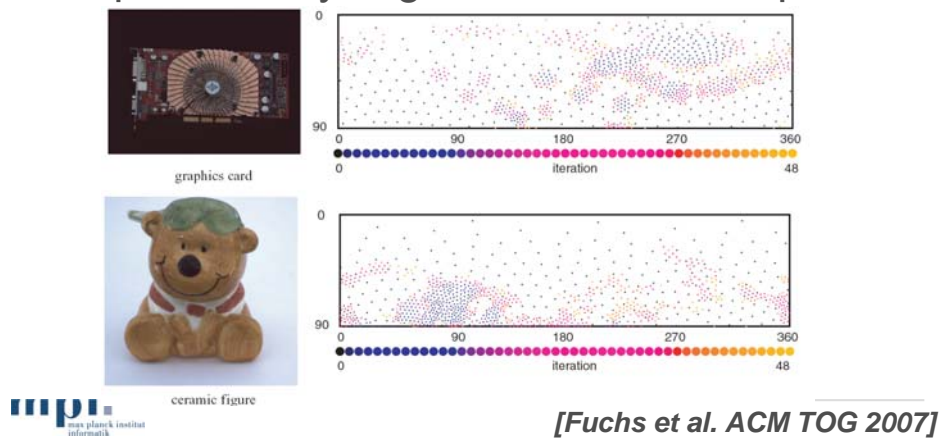 0
90
0 90 180 270 360
0 iteration 48
graphics card
0
90
0 90 180 270 360
0 iteration 48
ceramic figure
max planck institut
informatik
[Fuchs et al. ACM TOG 2007]